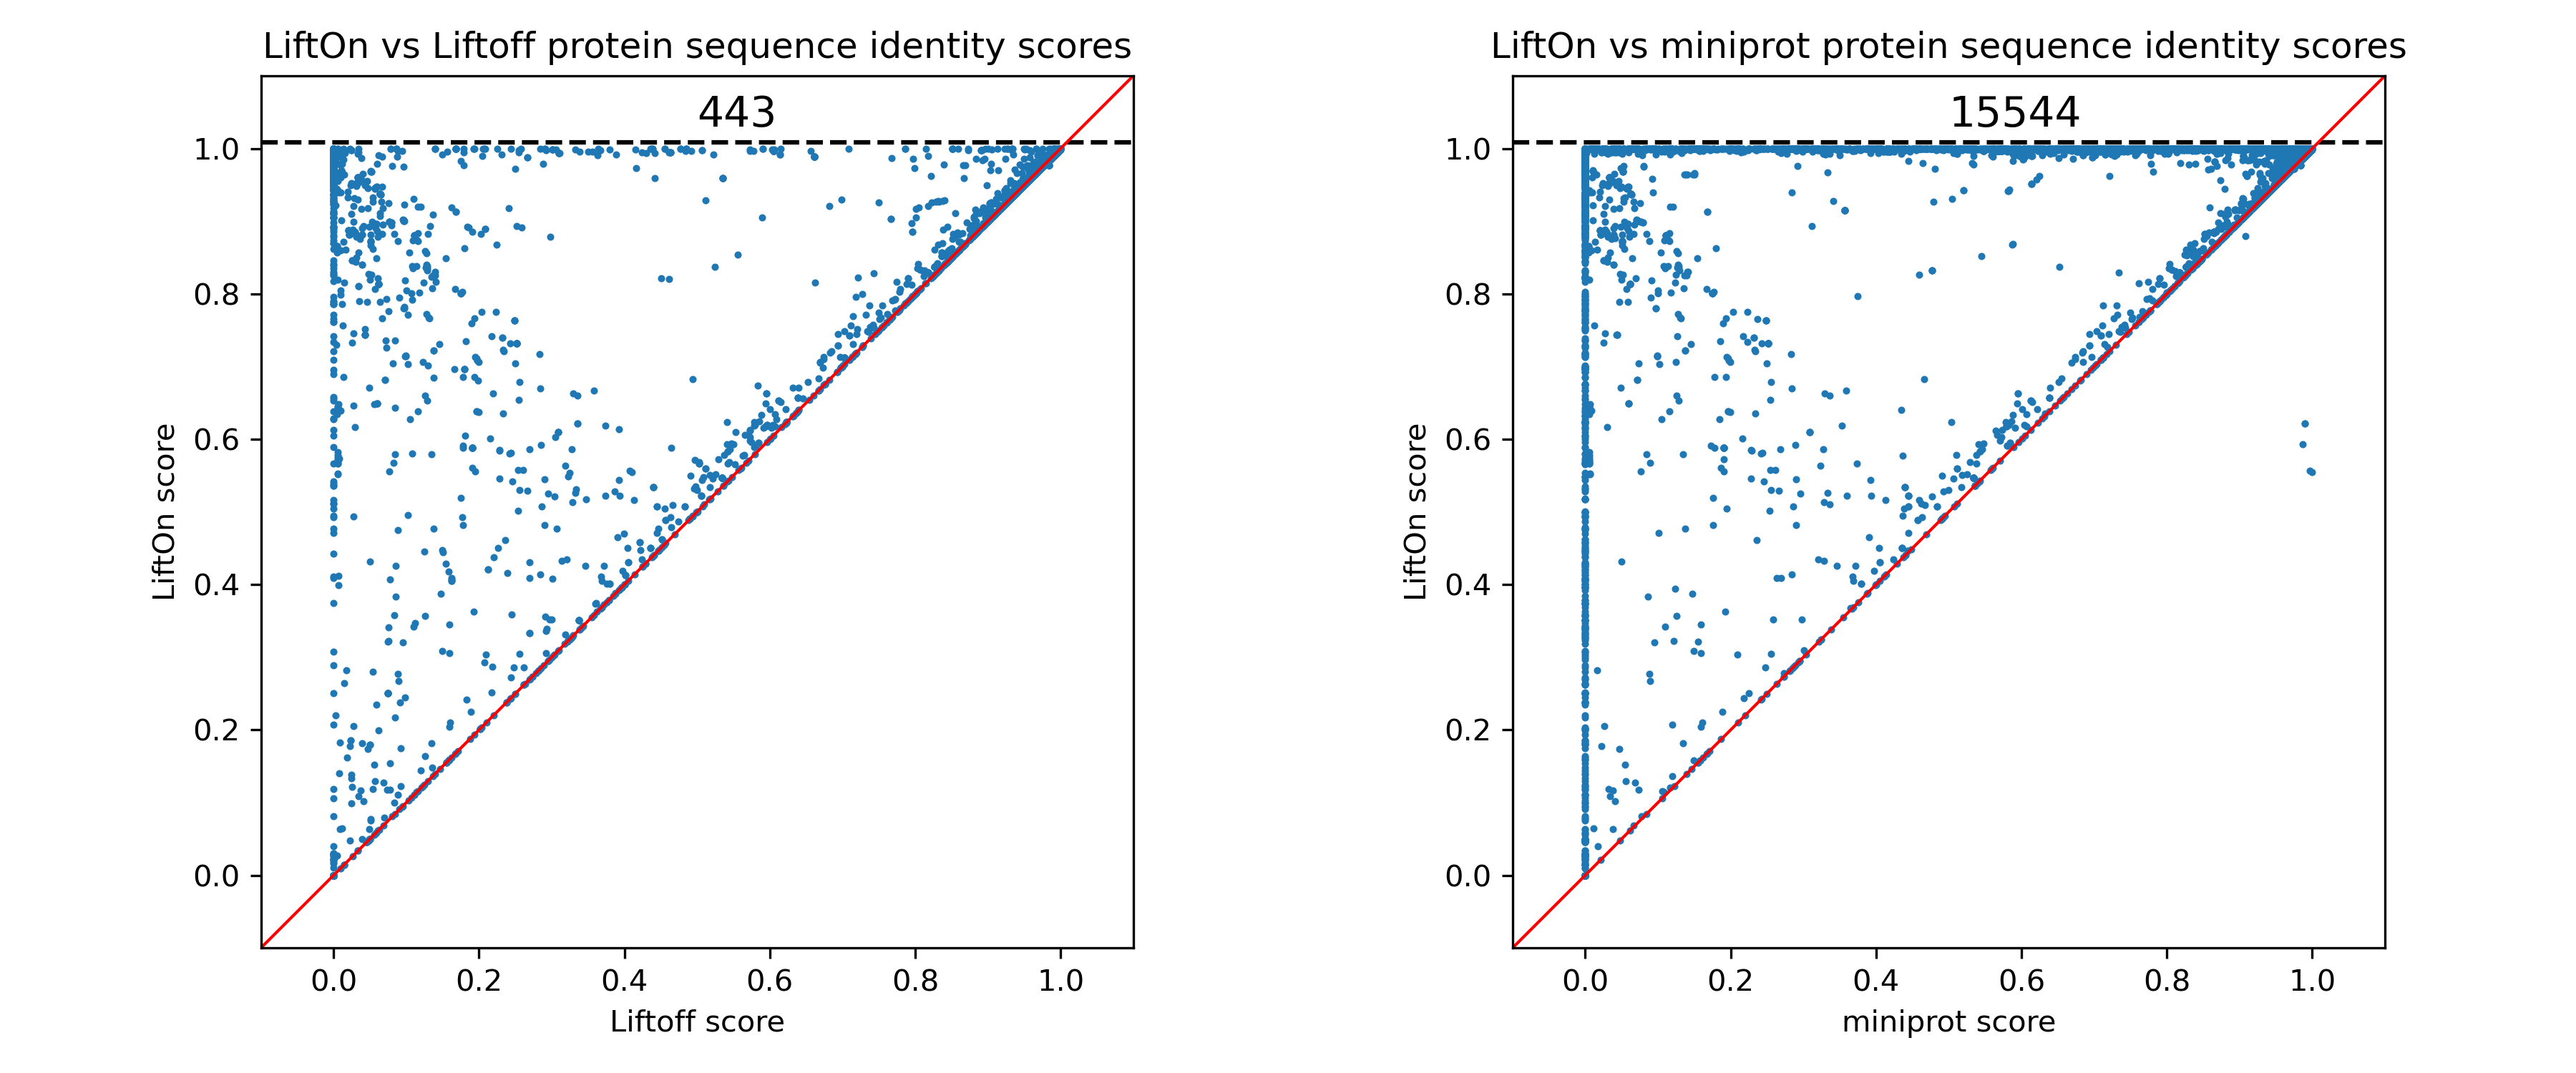 LiftOn vs Liftoff protein sequence identity scores
443
1.0
0.8
0.6
0.4
0.2
0.0
LiftOn score
0.0 0.2 0.4 0.6 0.8 1.0
Liftoff score
LiftOn vs miniprot protein sequence identity scores
15544
1.0
0.8
0.6
0.4
0.2
0.0
LiftOn score
0.0 0.2 0.4 0.6 0.8 1.0
miniprot score